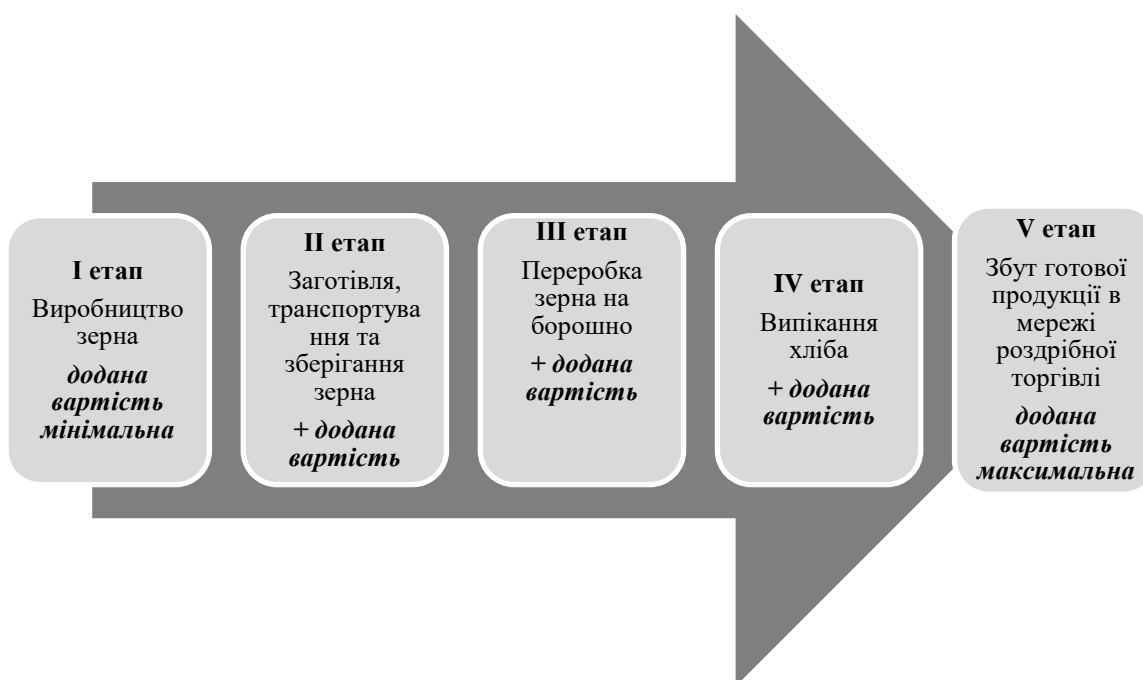 I етап
Виробництво
зерна
додана
вартість
мінімальна
II етап
Заготівля,
транспортува
ння та
зберігання
зерна
+ додана
вартість
III етап
Переробка
зерна на
борошно
+ додана
вартість
IV етап
Випікання
хліба
+ додана
вартість
V етап
Збут готової
продукції в
мережі
роздрібної
торгівлі
додана
вартість
максимальна